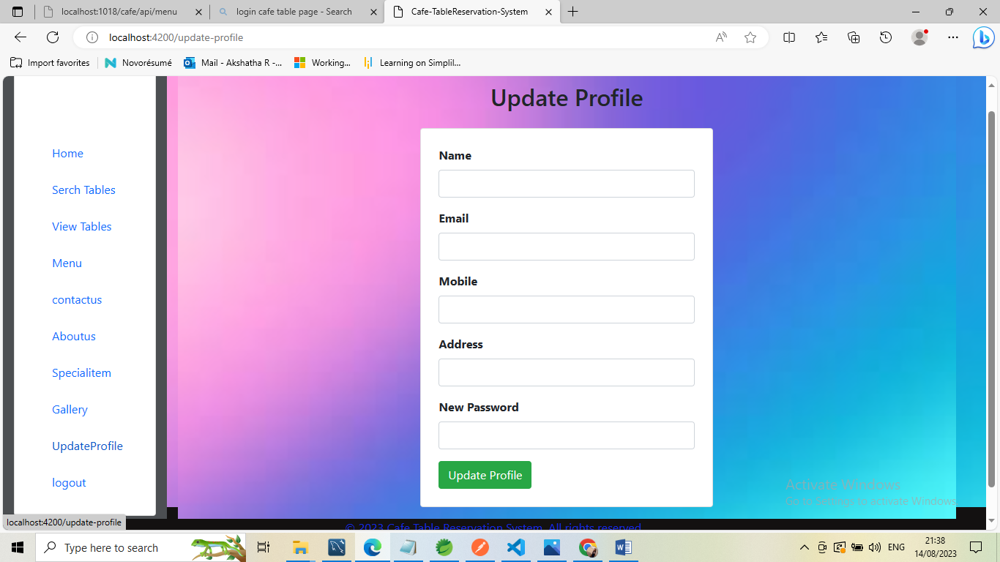 localhost:1018/cafe/api/menu
login cafe table page - Search
Cafe-TableReservation-System
localhost:4200/update-profile
Import favorites
Novorésumé
Mail - Akshatha R -...
Working...
Learning on Simplil...
Update Profile
Home
Serch Tables
View Tables
Menu
contactus
Aboutus
Specialitem
Gallery
UpdateProfile
logout
Name
Email
Mobile
Address
New Password
Update Profile
Activate Windows
Go to Settings to activate Windows.
localhost:4200/update-profile
© 2023 Cafe Table Reservation System. All rights reserved.
Type here to search
ENG
21:38
14/08/2023